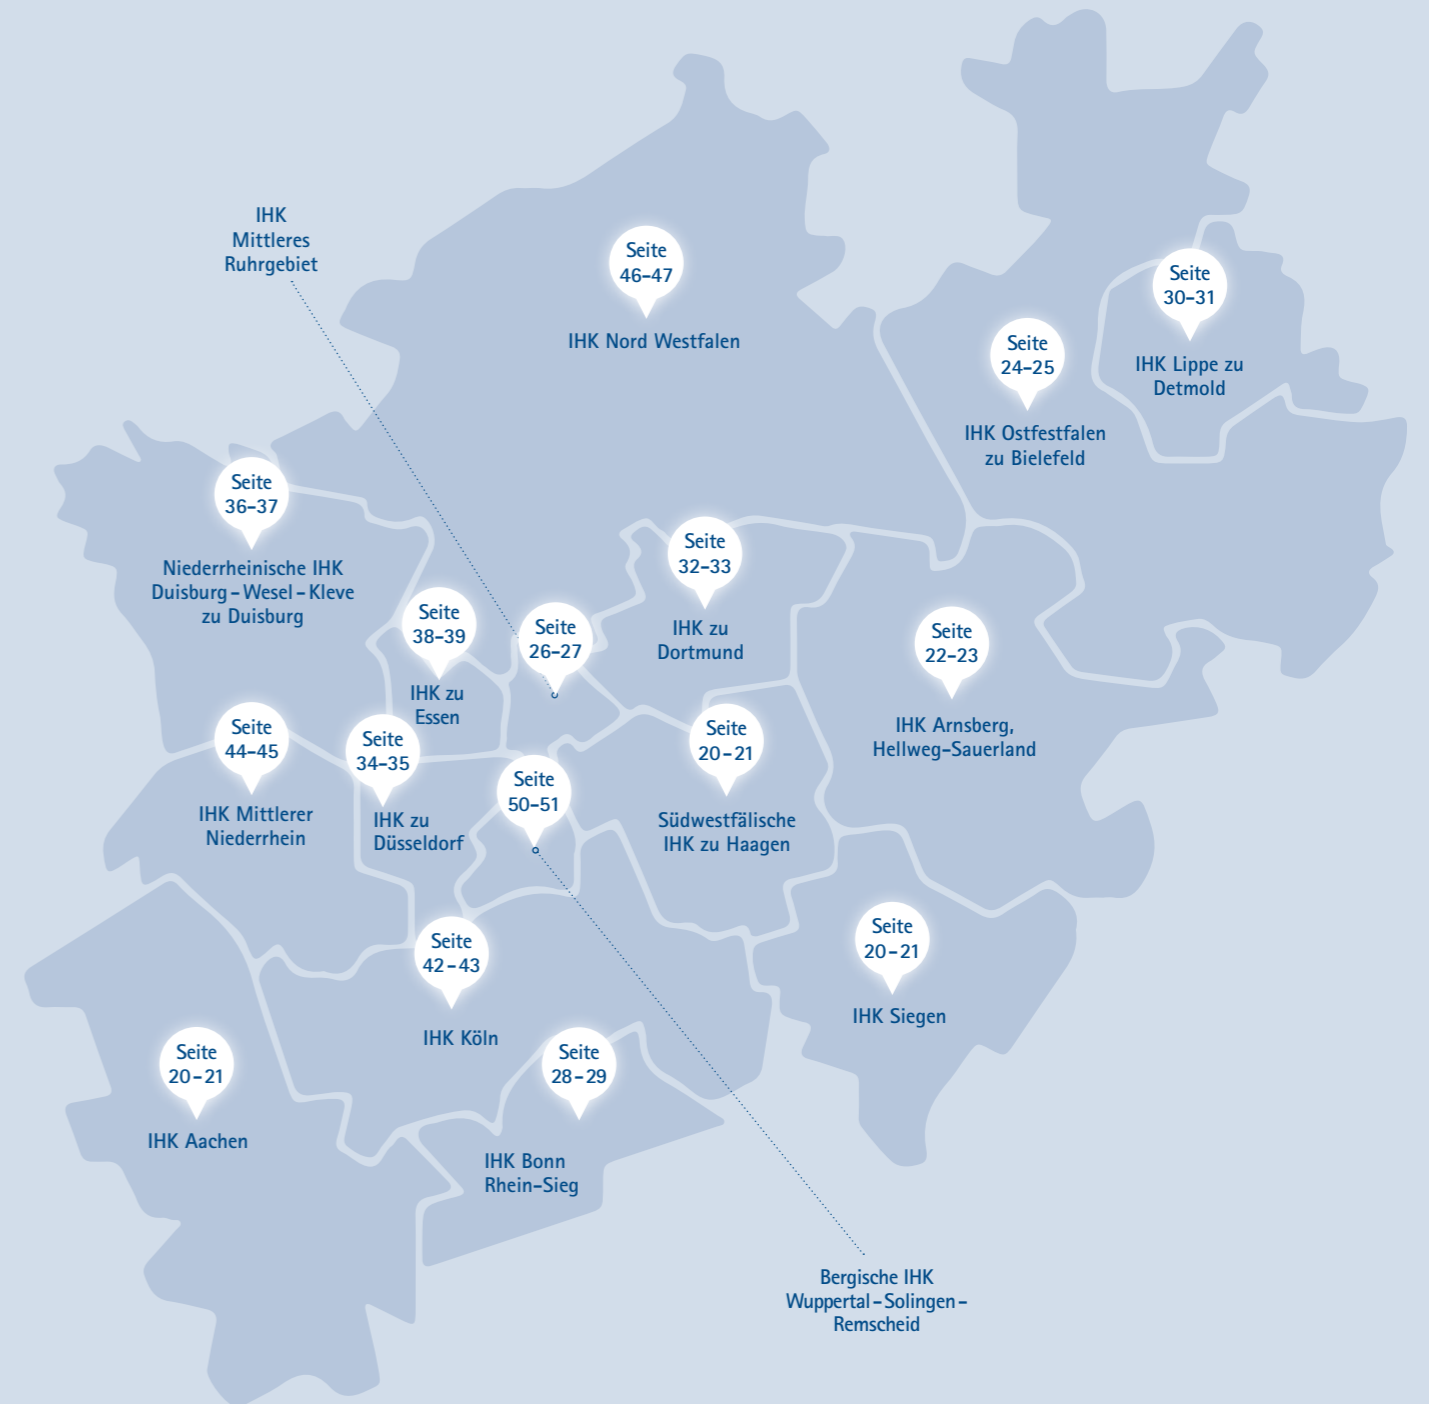 IHK
Mittleres
Ruhrgebiet
Seite
46–47
IHK Nord Westfalen
Seite
30–31
IHK Lippe zu
Detmold
Seite
24–25
IHK Ostfestfalen
zu Bielefeld
Seite
36–37
Niederrheinische IHK
Duisburg – Wesel – Kleve
zu Duisburg
Seite
32–33
IHK zu
Dortmund
Seite
38–39
IHK zu
Essen
Seite
26–27
Seite
22–23
IHK Arnsberg,
Hellweg-Sauerland
Seite
44–45
IHK Mittlerer
Niederrhein
Seite
34–35
IHK zu
Düsseldorf
Seite
50–51
Seite
20–21
Südwestfälische
IHK zu Haagen
Seite
42–43
IHK Köln
Seite
20–21
IHK Siegen
Seite
20–21
IHK Aachen
Seite
28–29
IHK Bonn
Rhein-Sieg
Bergische IHK
Wuppertal – Solingen –
Remscheid